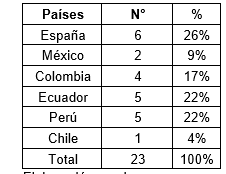 Países N° %
España 6 26%
México 2 9%
Colombia 4 17%
Ecuador 5 22%
Perú 5 22%
Chile 1 4%
Total 23 100%